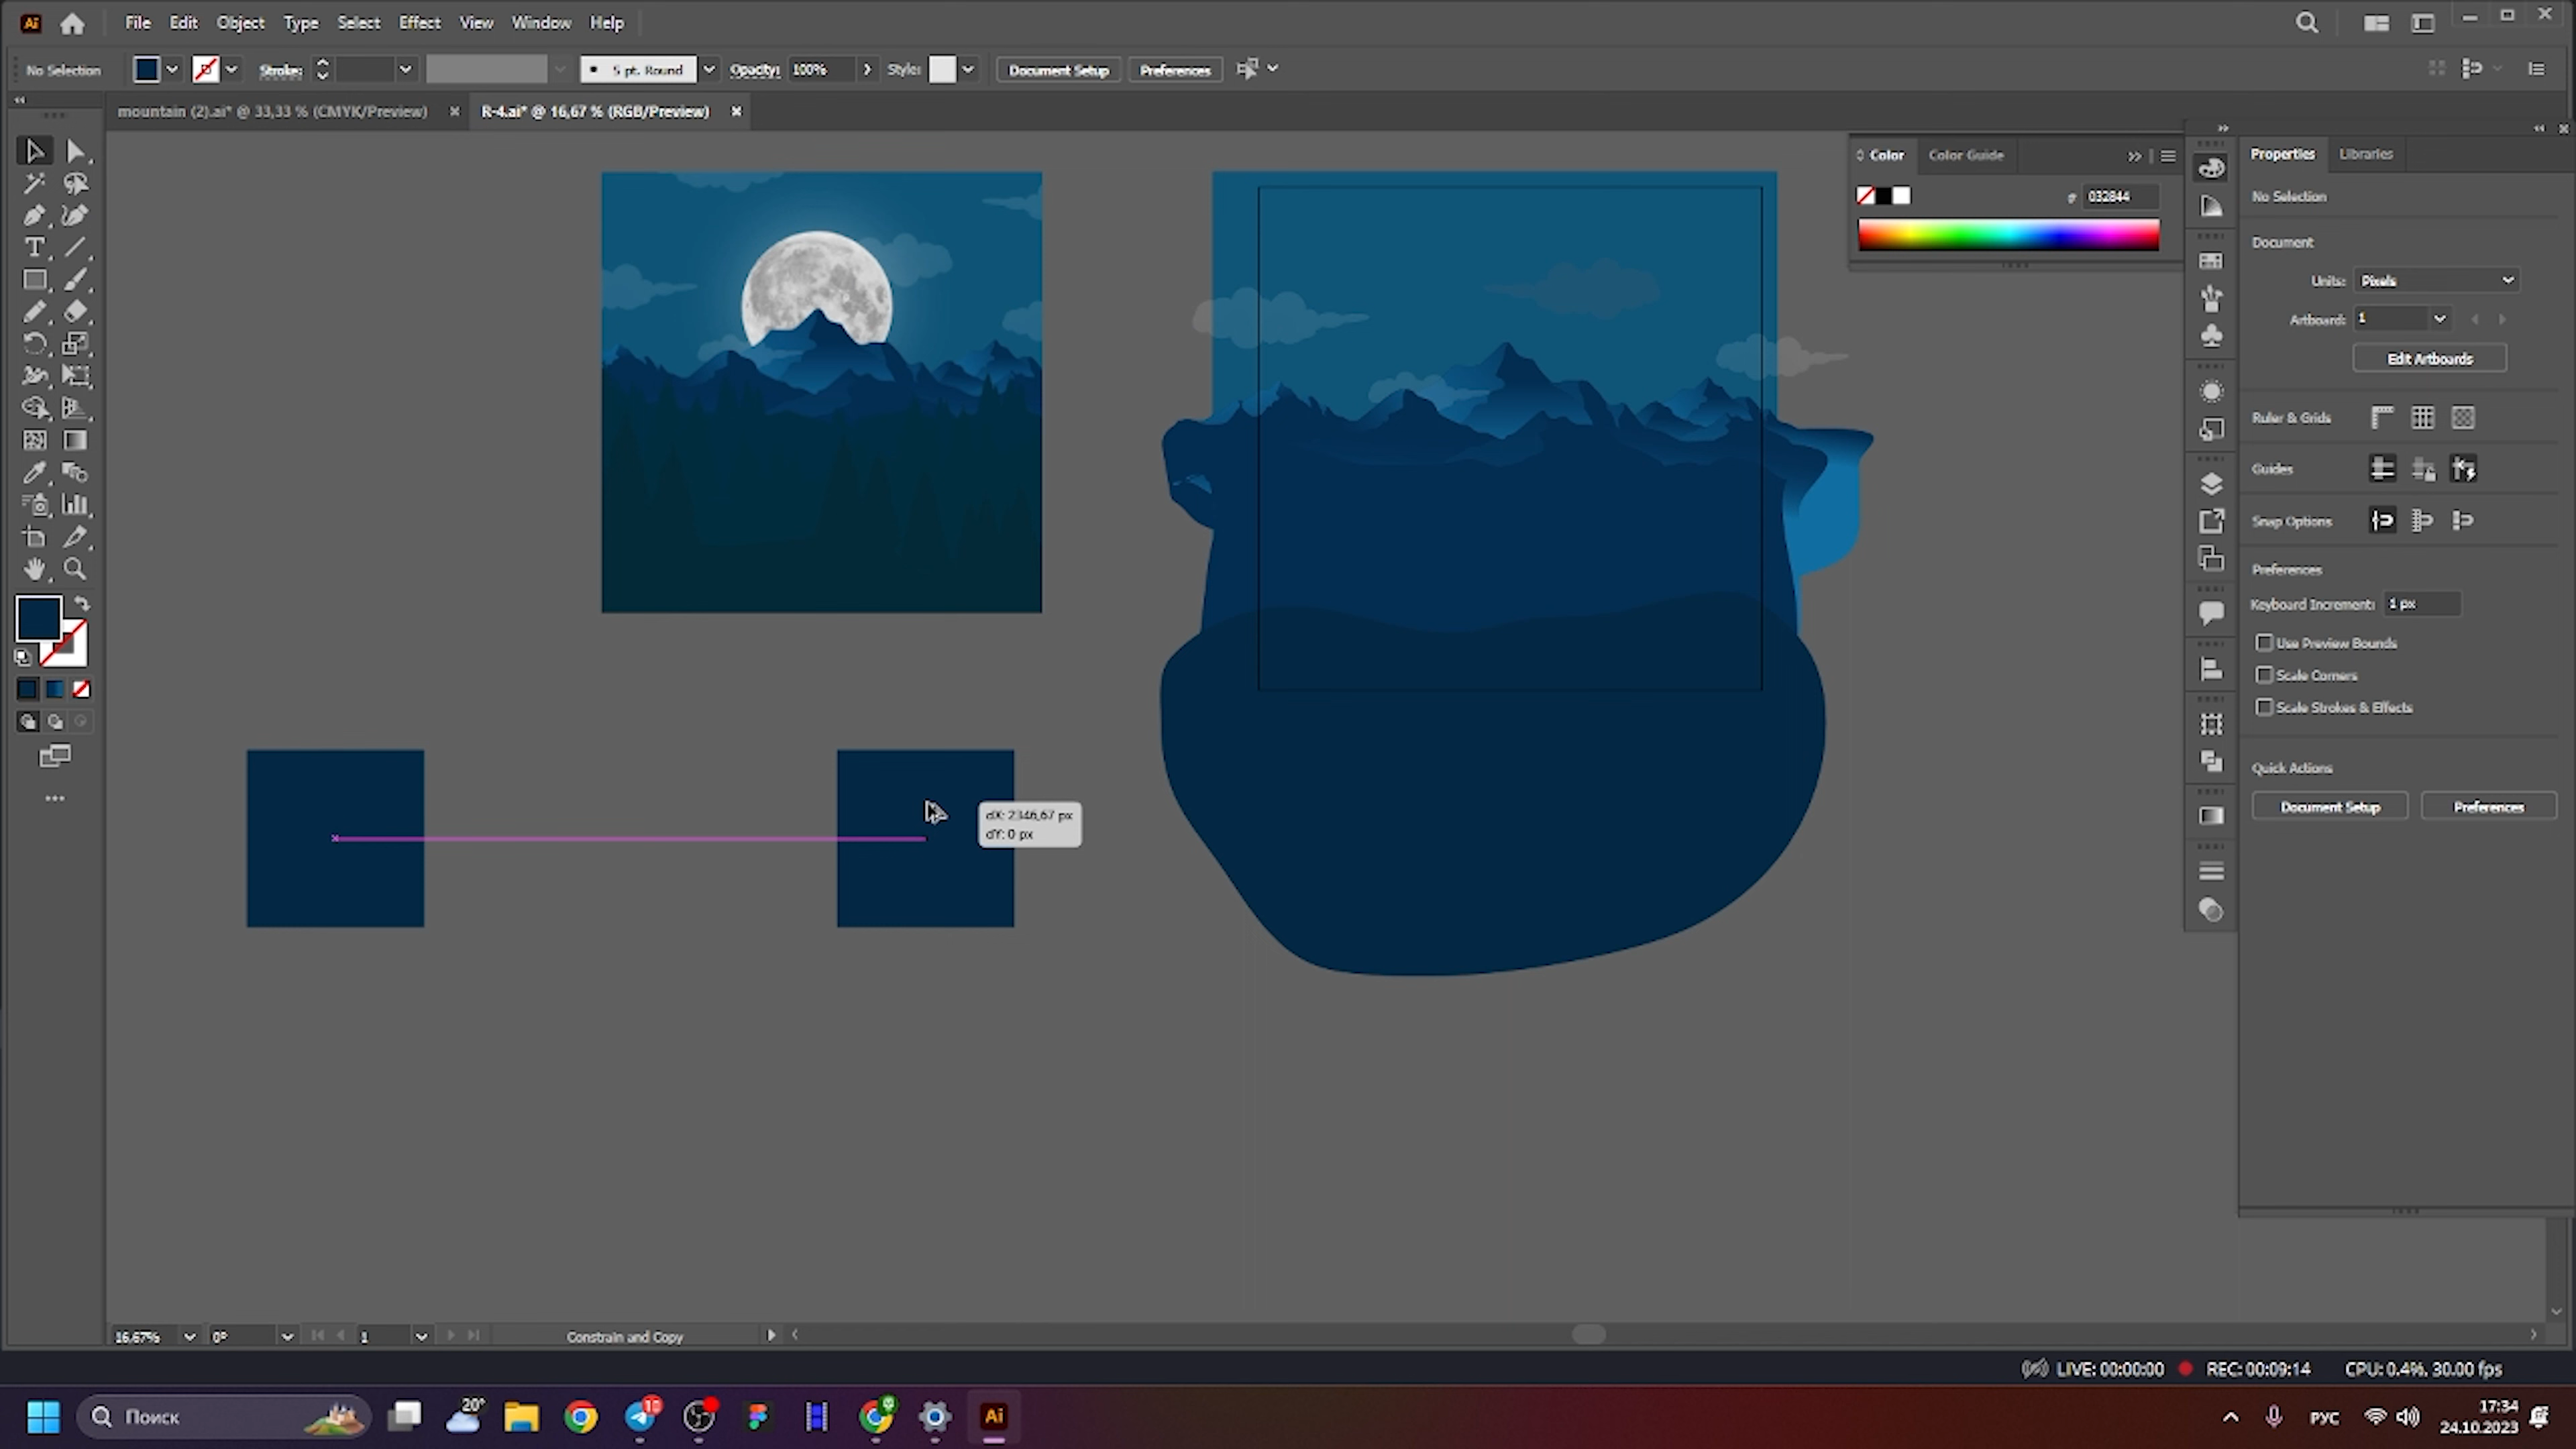 Ai File Edit Object Type Select Effect View Window Help
No Selection Stroke: 5 pt. Round Opacity: 100% Style: Document Setup Preferences
mountain (2).ai* @ 33,33 % (CMYK/Preview) R-4.ai* @ 16,67 % (RGB/Preview)
Color Color Guide
# 032844
Properties Libraries
No Selection
Document
Units: Pixels
Artboard: 1
Edit Artboards
Ruler & Grids
Guides
Snap Options
Preferences
Keyboard Increment: 1 px
Use Preview Bounds
Scale Corners
Scale Strokes & Effects
Quick Actions
Document Setup Preferences
dX: 2346,67 px
dY: 0 px
16,67% 0° 1 Constrain and Copy
LIVE: 00:00:00 REC: 00:09:14 CPU: 0.4%, 30.00 fps
Поиск 20° Ai РУС 17:34
24.10.2023